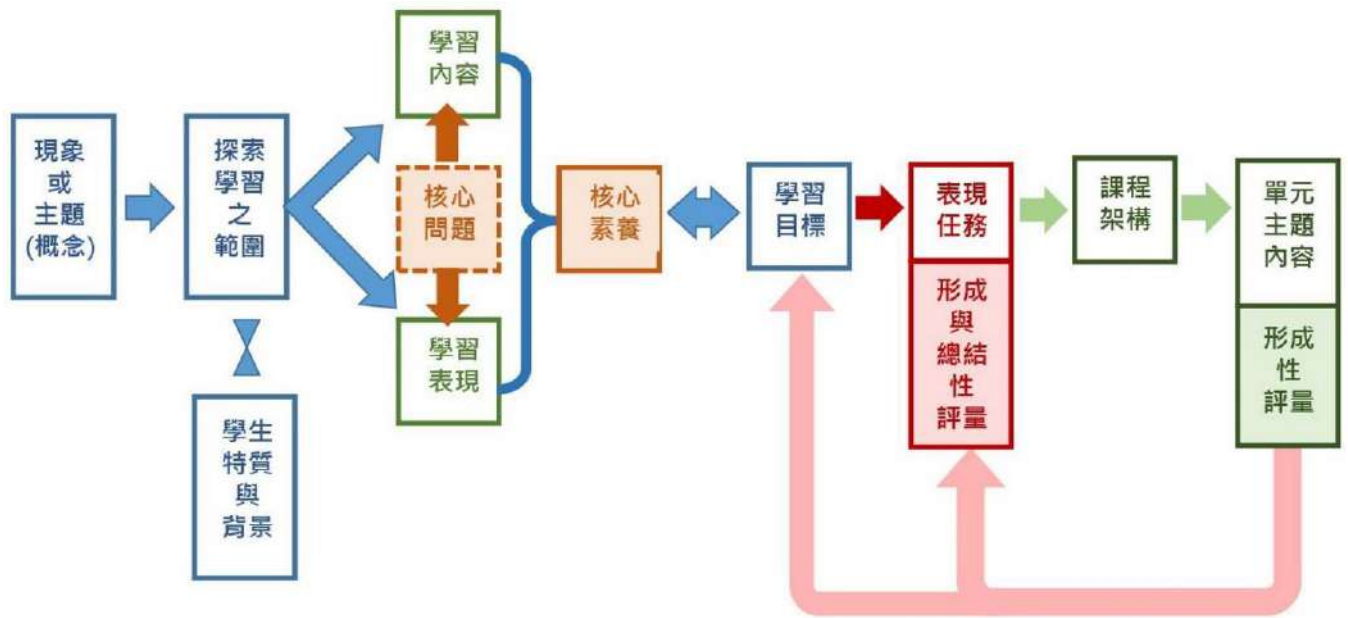 現象
或
主題
(概念)
探索
學習
之
範圍
學生
特質
與
背景
學習
內容
核心
問題
學習
表現
核心
素養
學習
目標
表現
任務
形成
與
總結
性
評量
課程
架構
單元
主題
內容
形成
性
評量